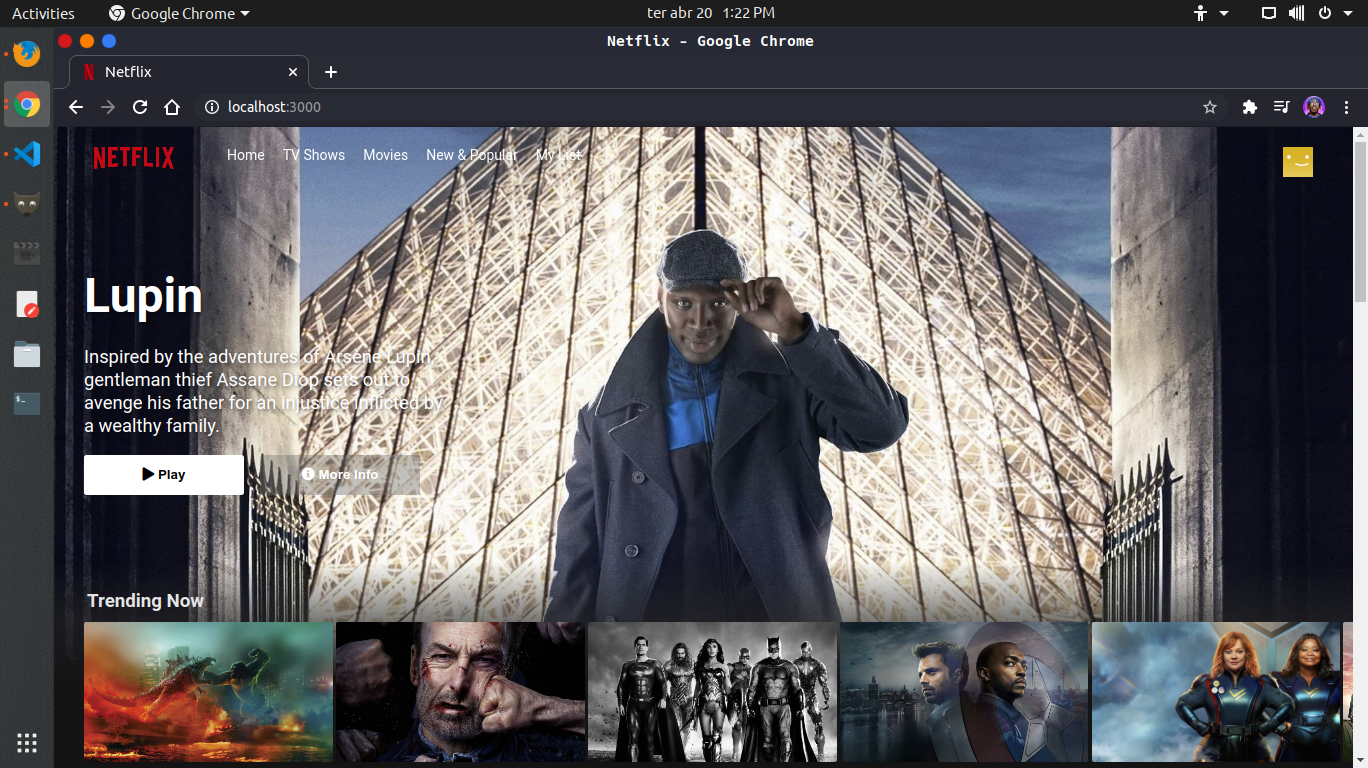 Activities
Google Chrome
ter abr 20 1:22 PM
Netflix - Google Chrome
Netflix
localhost:3000
NETFLIX
Home TV Shows Movies New & Popular My List
Lupin
Inspired by the adventures of Arsène Lupin,
gentleman thief Assane Diop sets out to
avenge his father for an injustice inflicted by
a wealthy family.
Play
More Info
Trending Now